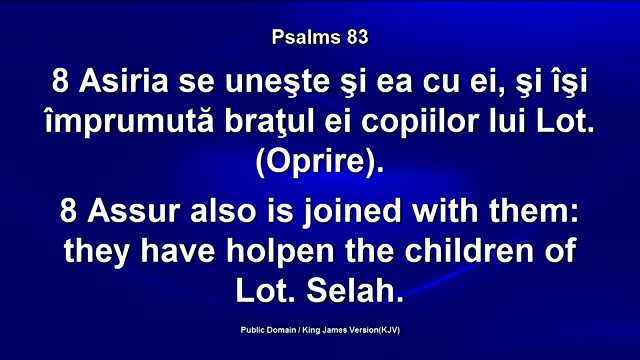 Psalms 83
8 Asiria se uneşte şi ea cu ei, şi îşi
împrumută braţul ei copiilor lui Lot.
(Oprire).
8 Assur also is joined with them:
they have holpen the children of
Lot. Selah.
Public Domain / King James Version(KJV)